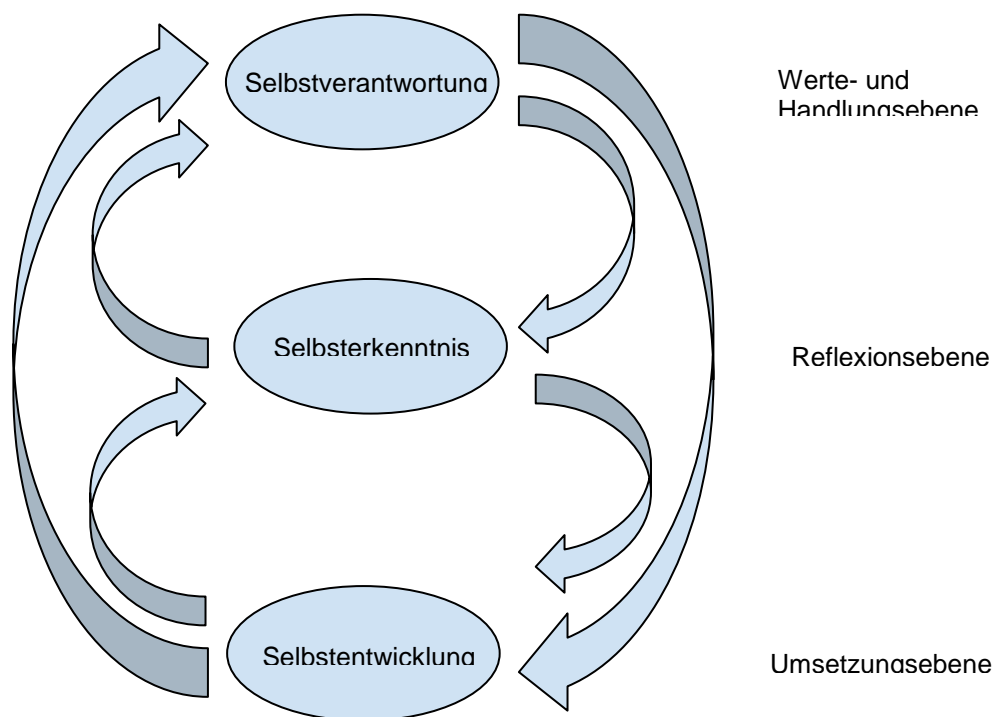 Selbstverantwortung
Werte- und
Handlungsebene
Selbsterkenntnis
Reflexionsebene
Selbstentwicklung
Umsetzungsebene